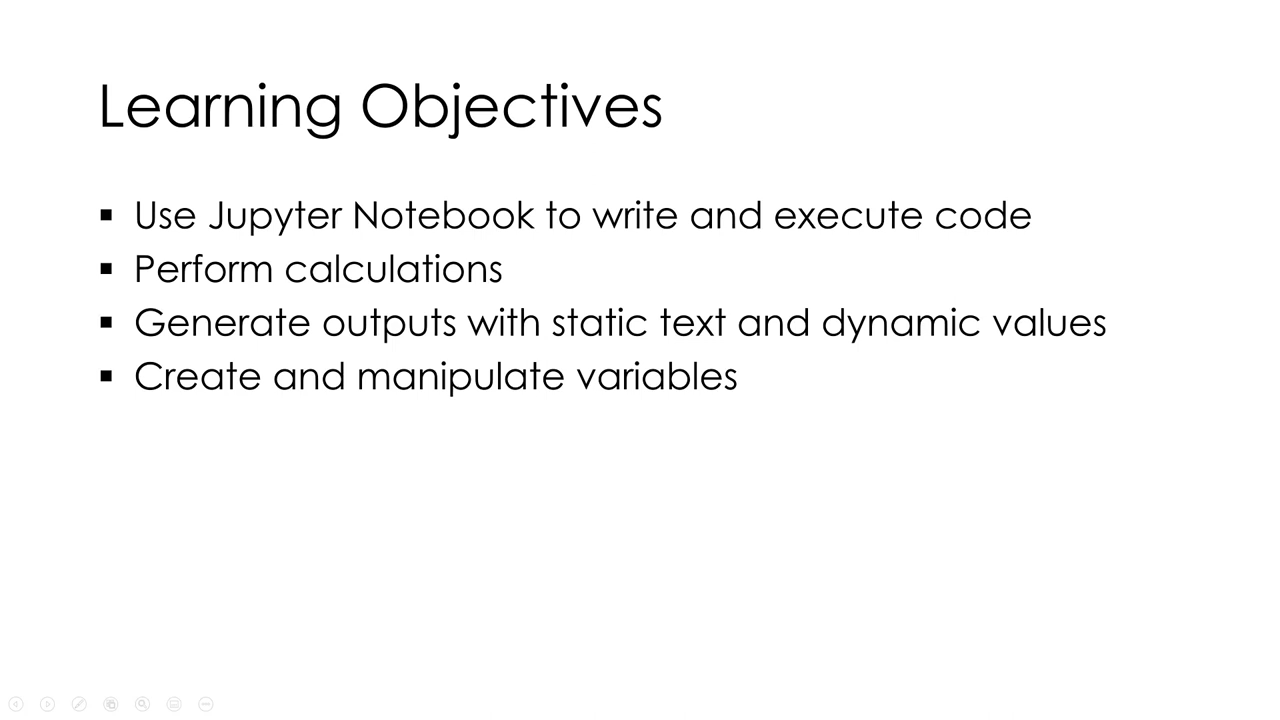 Learning Objectives
▪ Use Jupyter Notebook to write and execute code
▪ Perform calculations
▪ Generate outputs with static text and dynamic values
▪ Create and manipulate variables